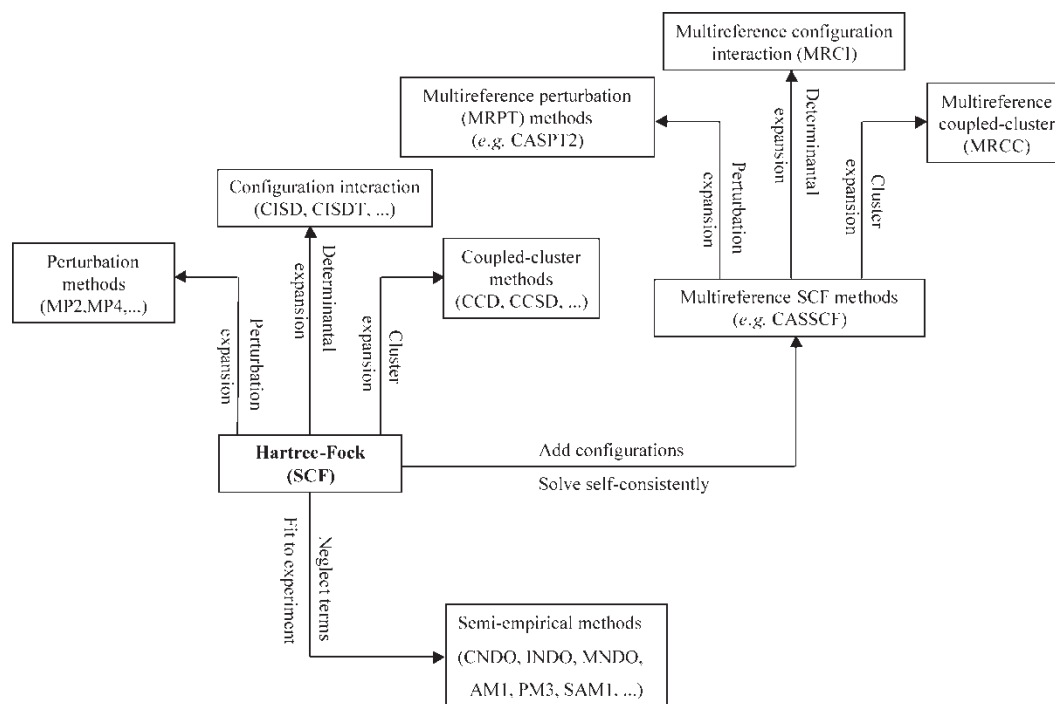 Multireference configuration
interaction (MRCI)
Multireference perturbation
(MRPT) methods
(e.g. CASPT2)
Multireference
coupled-cluster
(MRCC)
Determinantal
expansion
Perturbation
expansion
Cluster
expansion
Configuration interaction
(CISD, CISDT, ...)
Perturbation
methods
(MP2,MP4,...)
Coupled-cluster
methods
(CCD, CCSD, ...)
Multireference SCF methods
(e.g. CASSCF)
Perturbation
expansion
Determinantal
expansion
Cluster
expansion
Hartree-Fock
(SCF)
Add configurations
Solve self-consistently
Fit to experiment
Neglect terms
Semi-empirical methods
(CNDO, INDO, MNDO,
AM1, PM3, SAM1, ...)